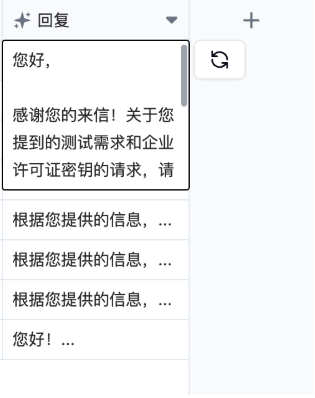 回复
您好，
感谢您的来信！关于您
提到的测试需求和企业
许可证密钥的请求，请
根据您提供的信息，...
根据您提供的信息，...
根据您提供的信息，...
您好！...